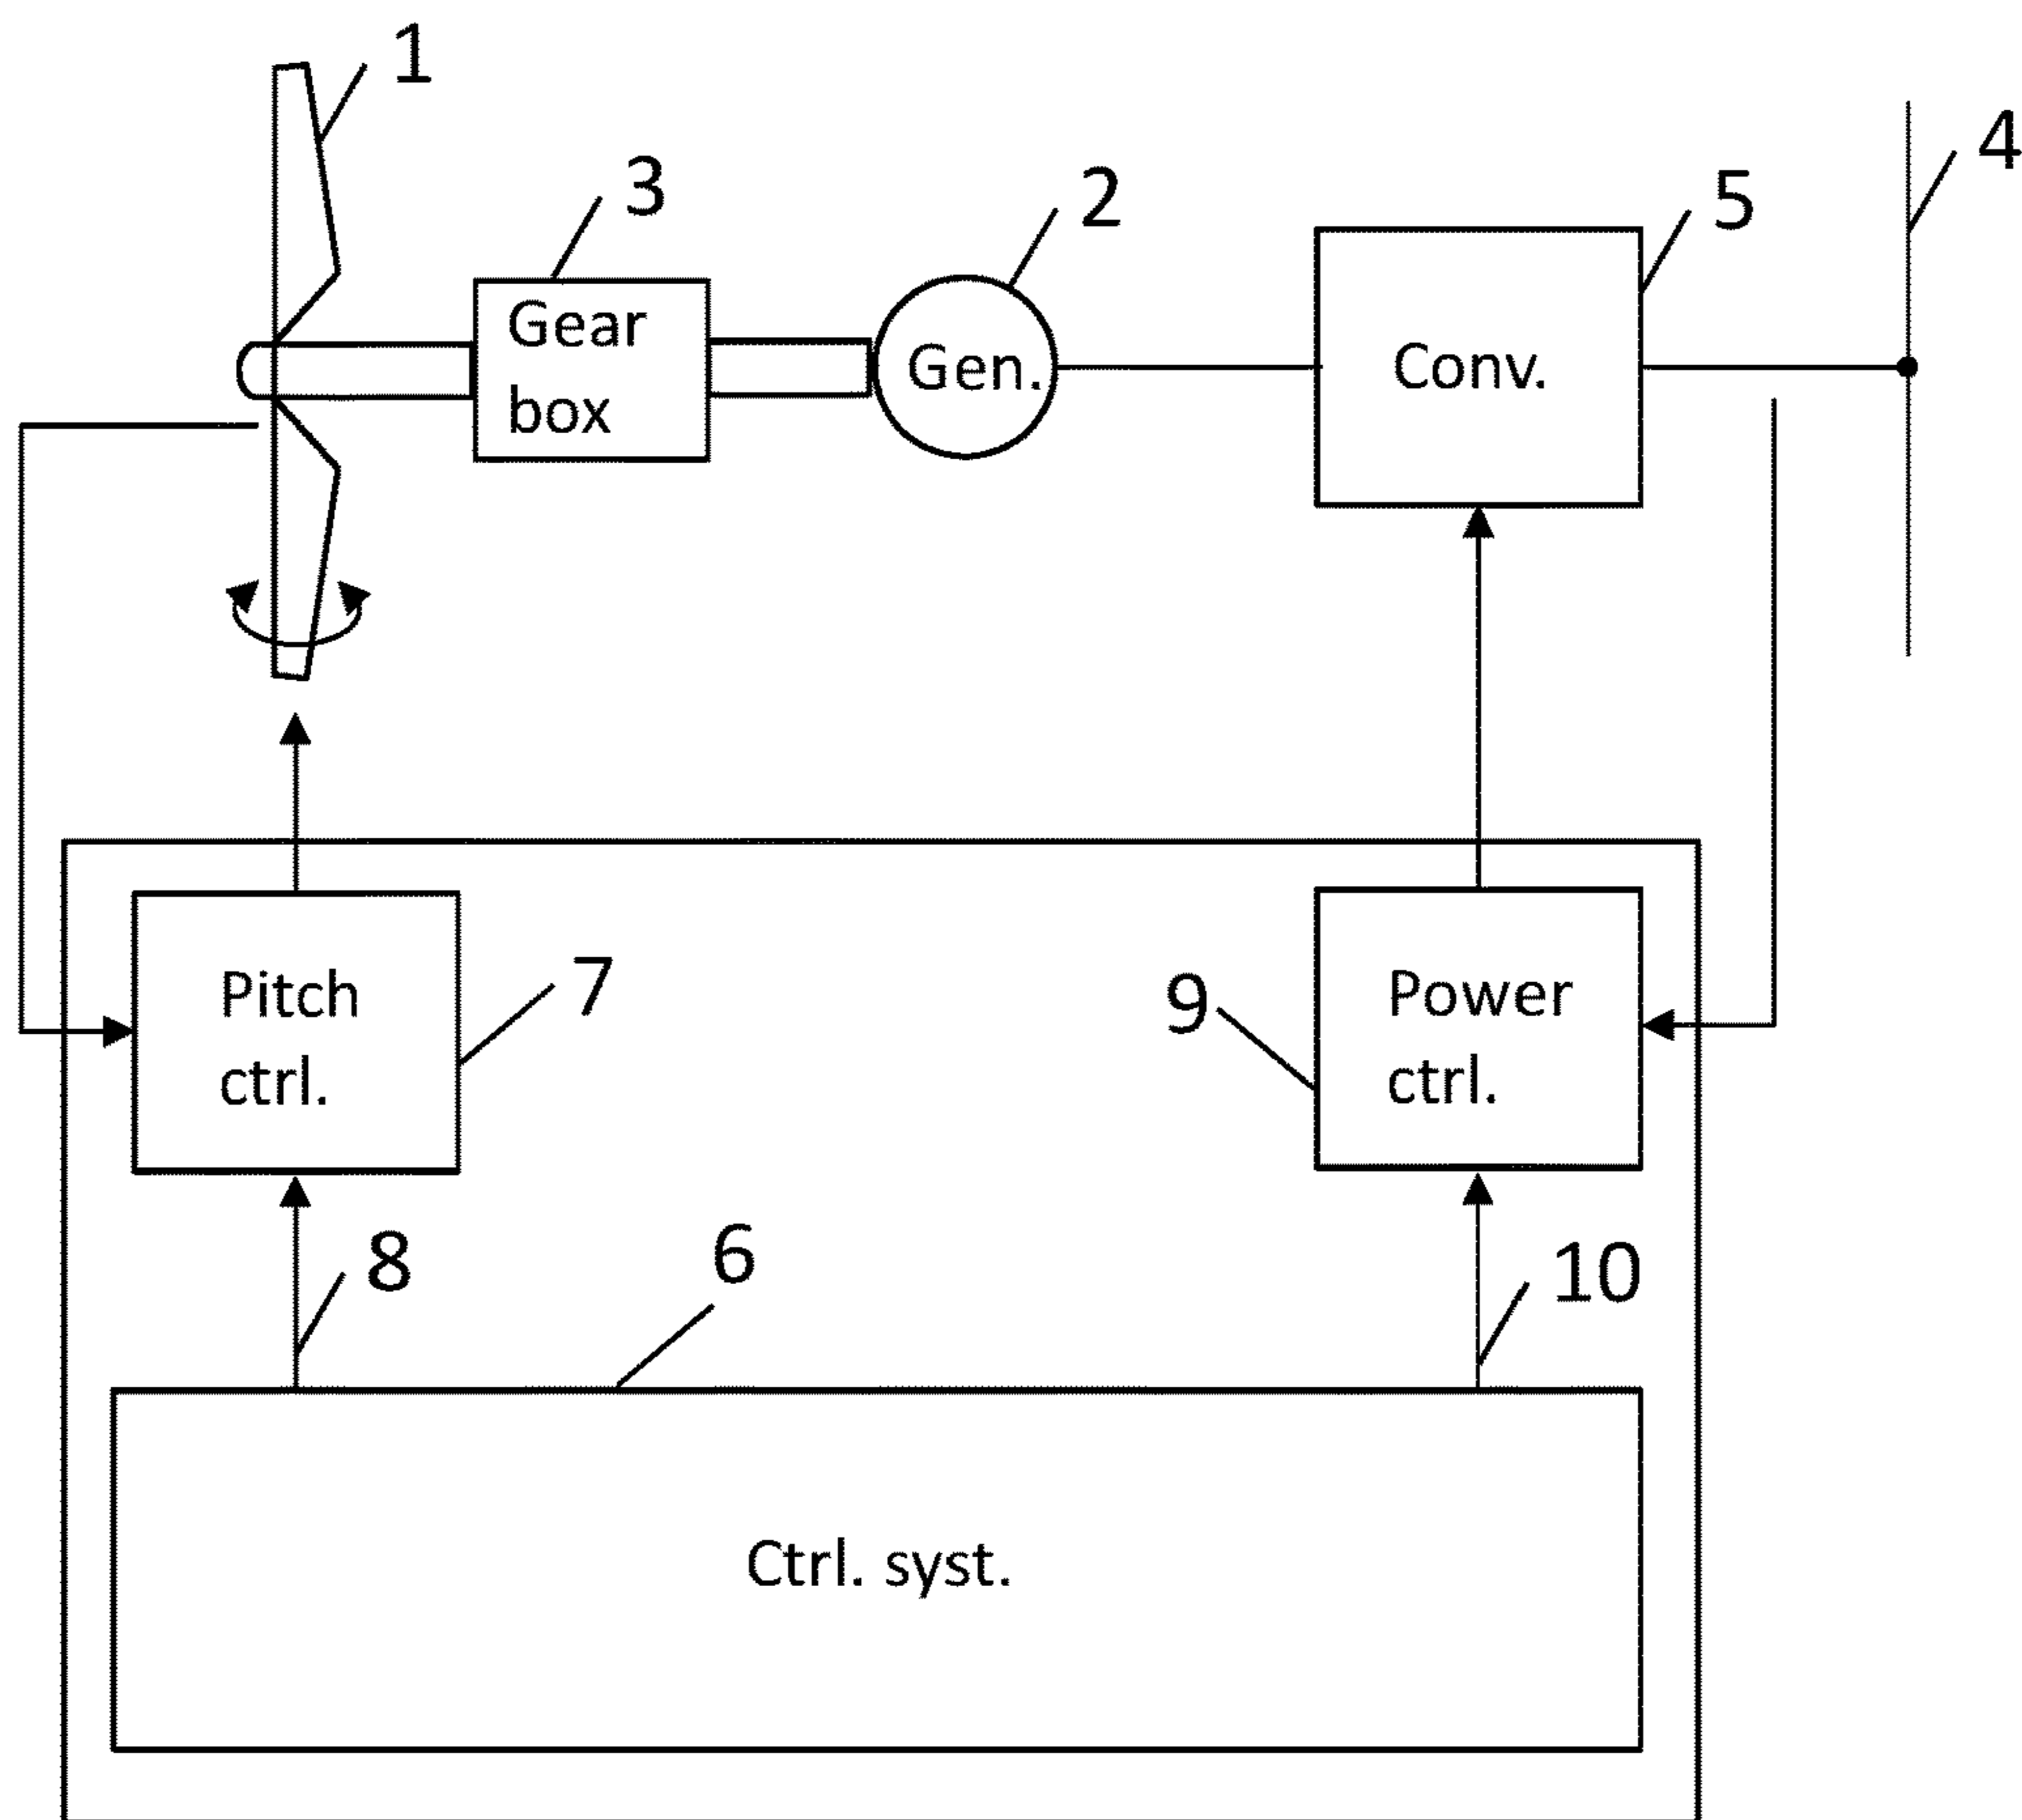 1
4
3
2
5
Gear
box
Gen.
Conv.
Pitch
ctrl.
7
9
Power
ctrl.
8
6
10
Ctrl. syst.